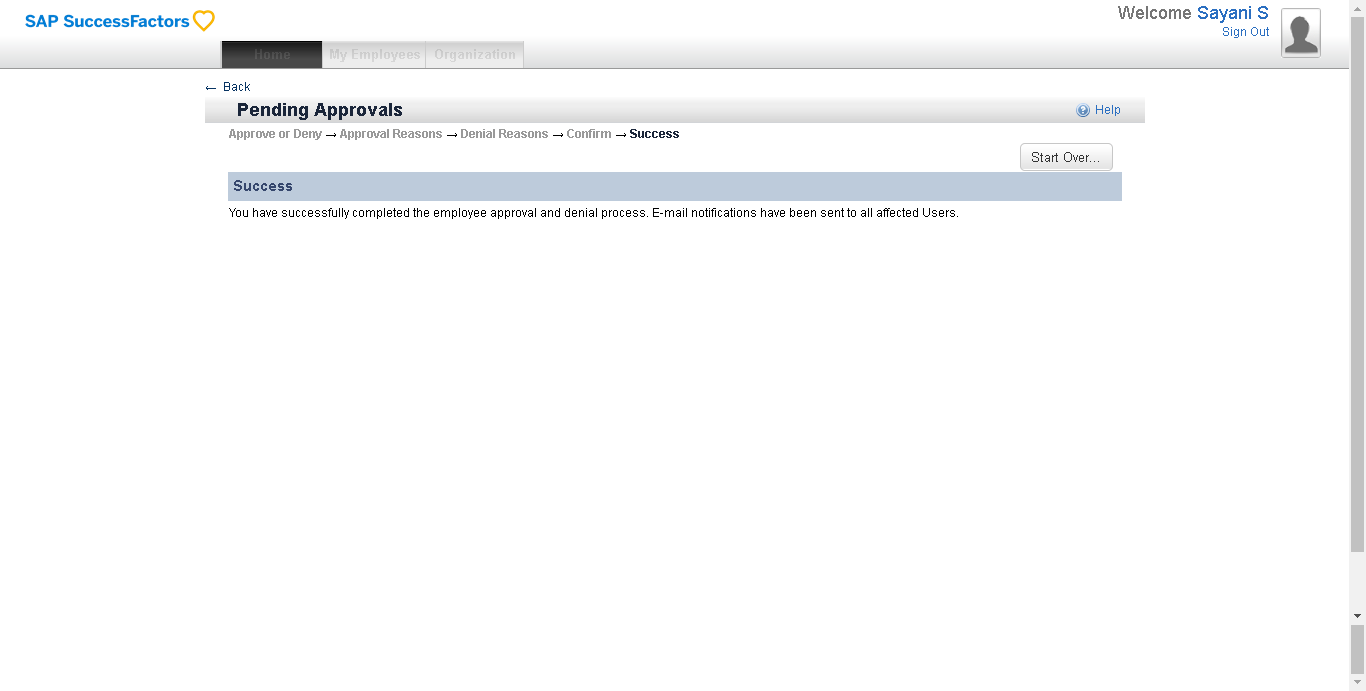 SAP SuccessFactors
Welcome Sayani S
Sign Out
Home My Employees Organization
← Back
Pending Approvals
Help
Approve or Deny → Approval Reasons → Denial Reasons → Confirm → Success
Start Over...
Success
You have successfully completed the employee approval and denial process. E-mail notifications have been sent to all affected Users.